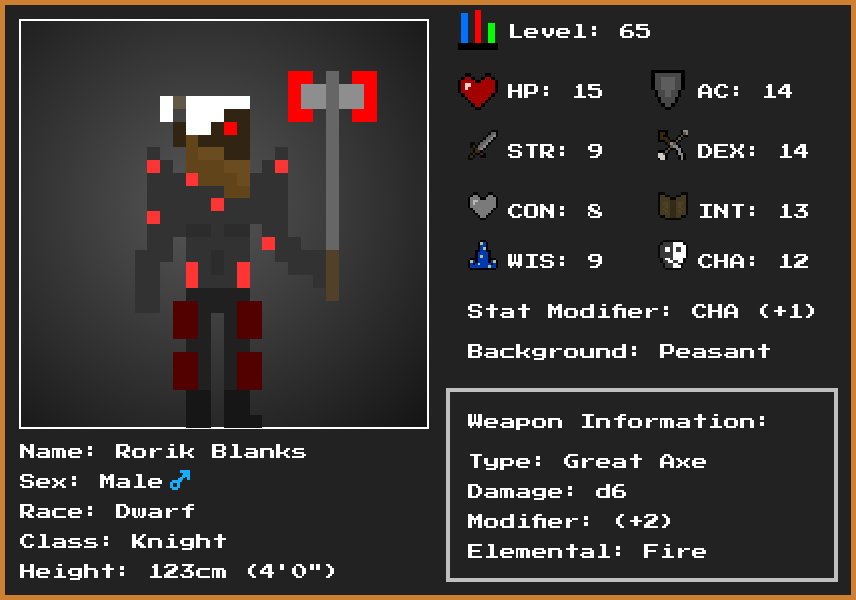 Level: 65
HP: 15
AC: 14
STR: 9
DEX: 14
CON: 8
INT: 13
WIS: 9
CHA: 12
Stat Modifier: CHA (+1)
Background: Peasant
Weapon Information:
Type: Great Axe
Damage: d6
Modifier: (+2)
Elemental: Fire
Name: Rorik Blanks
Sex: Male ♂
Race: Dwarf
Class: Knight
Height: 123cm (4'0")